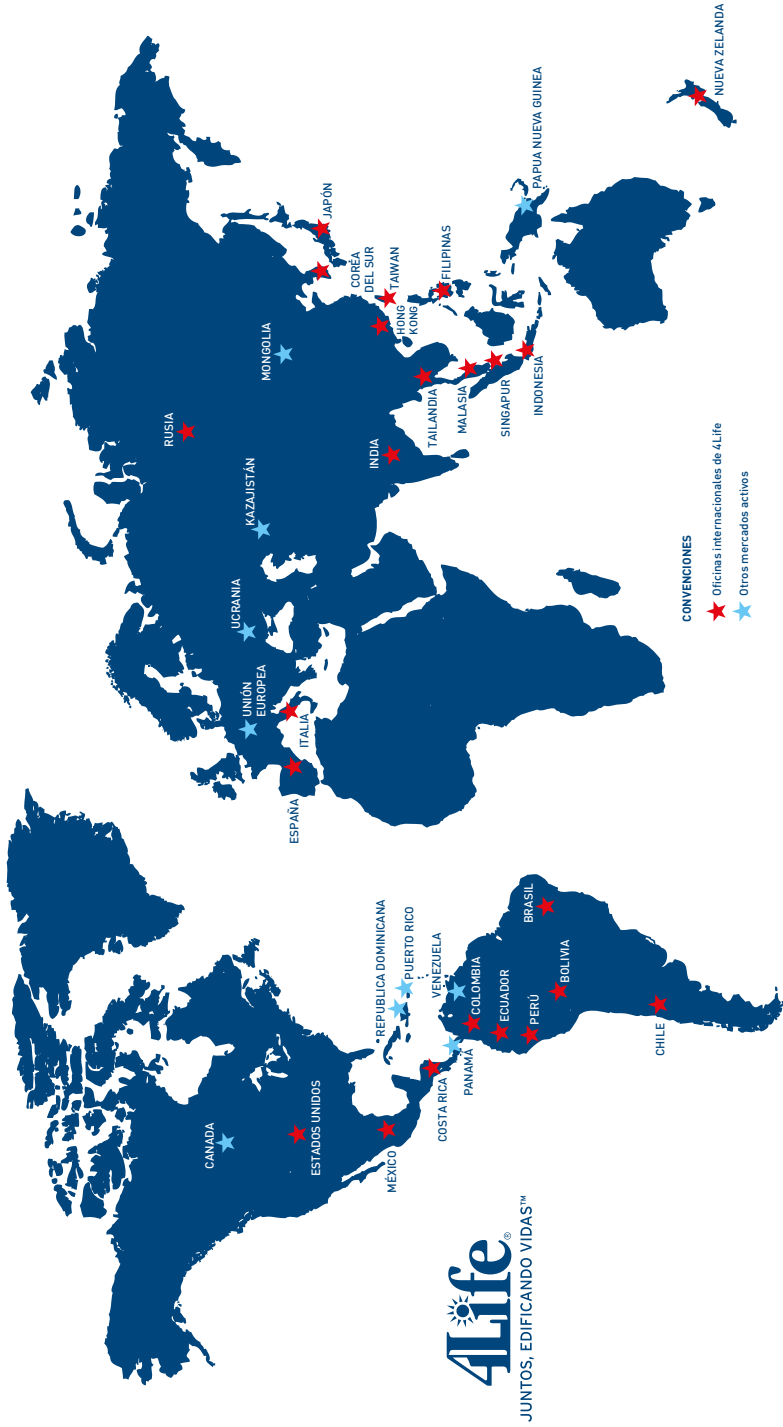 CANADA
ESTADOS UNIDOS
MÉXICO
REPUBLICA DOMINICANA
PUERTO RICO
COSTA RICA
PANAMÁ
VENEZUELA
COLOMBIA
ECUADOR
PERÚ
BOLIVIA
BRASIL
CHILE
4Life®
JUNTOS, EDIFICANDO VIDAS™
ESPAÑA
ITALIA
UNIÓN
EUROPEA
UCRANIA
KAZAJISTÁN
RUSIA
MONGOLIA
INDIA
COREA
DEL SUR
JAPÓN
HONG
KONG
TAIWAN
TAILANDIA
MALASIA
SINGAPUR
FILIPINAS
INDONESIA
PAPUA NUEVA GUINEA
NUEVA ZELANDA
CONVENCIONES
Oficinas internacionales de 4Life
Otros mercados activos